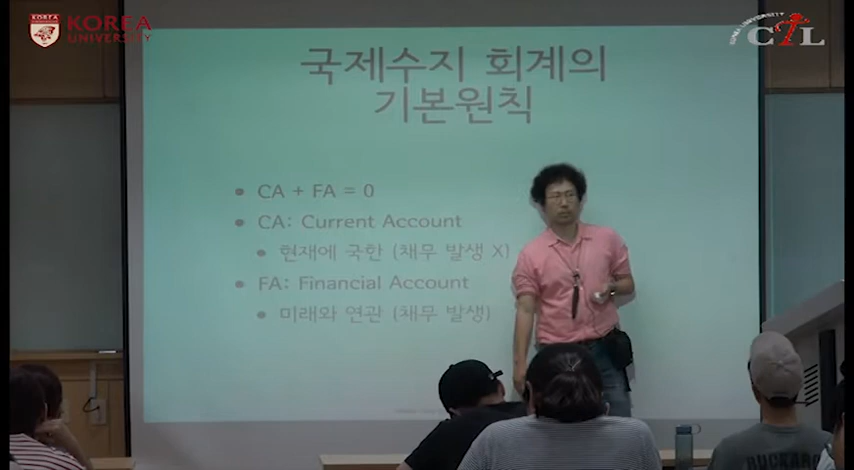 KOREA
UNIVERSITY
CTL
국제수지 회계의
기본원칙
• CA + FA = 0
• CA: Current Account
• 현재에 국한 (채무 발생 X)
• FA: Financial Account
• 미래와 연관 (채무 발생)